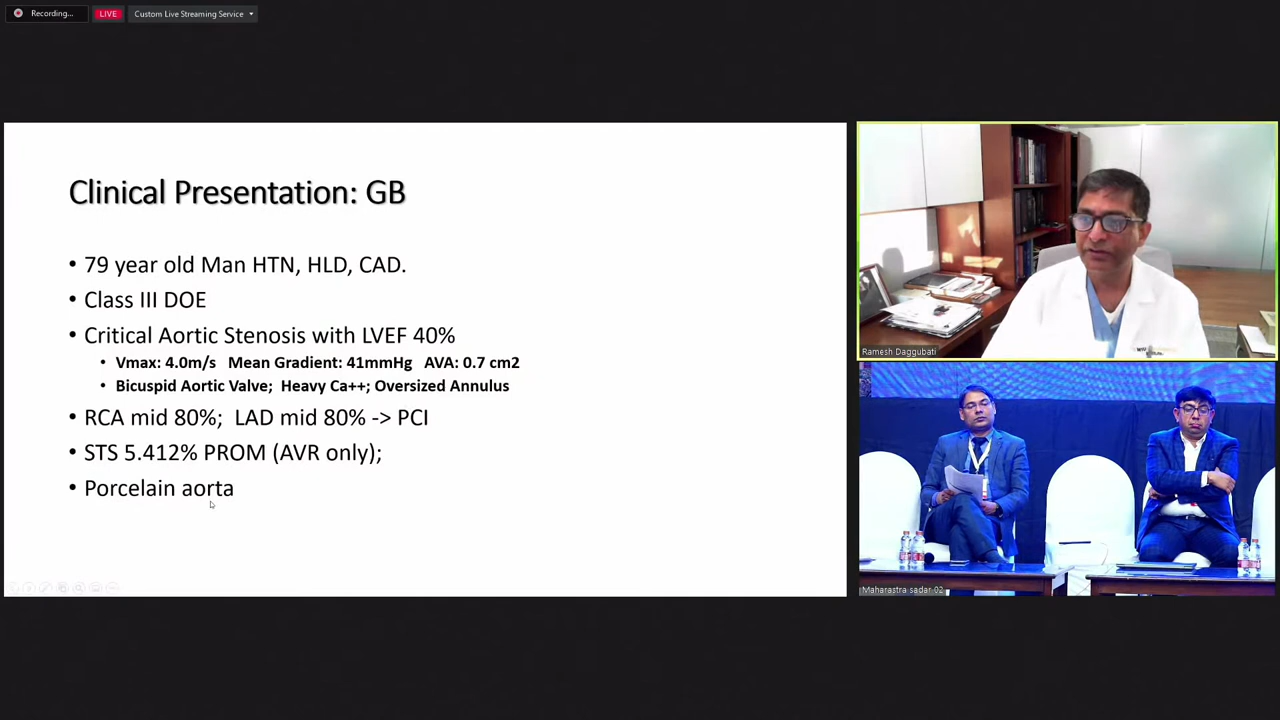 Recording...
LIVE
Custom Live Streaming Service
Clinical Presentation: GB
• 79 year old Man HTN, HLD, CAD.
• Class III DOE
• Critical Aortic Stenosis with LVEF 40%
• Vmax: 4.0m/s Mean Gradient: 41mmHg AVA: 0.7 cm2
• Bicuspid Aortic Valve; Heavy Ca++; Oversized Annulus
• RCA mid 80%; LAD mid 80% -> PCI
• STS 5.412% PROM (AVR only);
• Porcelain aorta
Ramesh Daggubati
Maharastra sadar 02